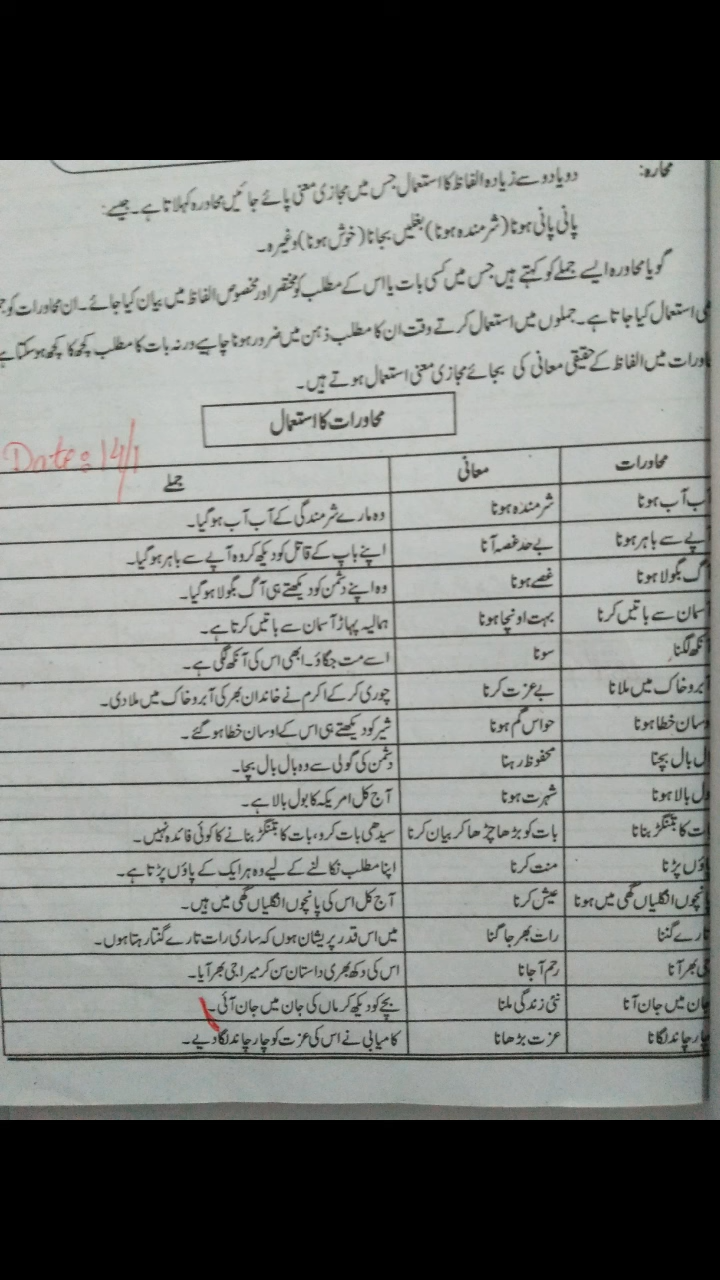 محارہ: دو یا دو سے زیادہ الفاظ کا استعمال جس میں مجازی معنی پائے جائیں محاورہ کہلاتا ہے۔ جیسے:
پانی پانی ہونا (شرمندہ ہونا) بغلیں بجانا (خوش ہونا) وغیرہ۔
گویا محاورہ ایسے جملے کو کہتے ہیں جس میں کسی بات یا اس کے مطلب کو مختصر اور مخصوص الفاظ میں بیان کیا جائے۔ ان محاورات کو
استعمال کیا جاتا ہے۔ جملوں میں استعمال کرتے وقت ان کا مطلب ذہن میں ضرور ہونا چاہیے ورنہ بات کا مطلب کچھ کا کچھ ہو سکتا ہے
میں الفاظ کے حقیقی معانی کی بجائے مجازی معنی استعمال ہوتے ہیں۔
محاورات کا استعمال
Date: 14/1
محاورات معانی جملے
آب ہونا شرمندہ ہونا وہ مارے شرمندگی کے آب آب ہو گیا۔
پے سے باہر ہونا بے حد غصہ آنا اپنے باپ کے قاتل کو دیکھ کر وہ آپے سے باہر ہو گیا۔
گ بگولا ہونا غصے ہونا وہ اپنے دشمن کو دیکھتے ہی آگ بگولا ہو گیا۔
سمان سے باتیں کرنا بہت اونچا ہونا ہمالیہ پہاڑ آسمان سے باتیں کرتا ہے۔
نکھ لگنا سونا اسے مت جگاؤ۔ ابھی اس کی آنکھ لگی ہے۔
برو خاک میں ملانا بے عزت کرنا چوری کر کے اکرم نے خاندان بھر کی آبرو خاک میں ملا دی۔
وسان خطا ہونا حواس گم ہونا شیر کو دیکھتے ہی اس کے اوسان خطا ہو گئے۔
ل بال بچنا محفوظ رہنا دشمن کی گولی سے وہ بال بال بچا۔
ول بالا ہونا شہرت ہونا آج کل امریکہ کا بول بالا ہے۔
ت کا بتنگڑ بنانا بات کو بڑھا چڑھا کر بیان کرنا سیدھی بات کرو، بات کا بتنگڑ بنانے کا کوئی فائدہ نہیں۔
ؤں پڑنا منت کرنا اپنا مطلب نکالنے کے لیے وہ ہر ایک کے پاؤں پڑتا ہے۔
نچوں انگلیاں گھی میں ہونا عیش کرنا آج کل اس کی پانچوں انگلیاں گھی میں ہیں۔
تارے گننا رات بھر جاگنا میں اس قدر پریشان ہوں کہ ساری رات تارے گنتا رہتا ہوں۔
جی بھر آنا رحم آ جانا اس کی دکھ بھری داستان سن کر میرا جی بھر آیا۔
جان میں جان آنا نئی زندگی ملنا بچے کو دیکھ کر ماں کی جان میں جان آئی۔
چار چاند لگانا عزت بڑھانا کامیابی نے اس کی عزت کو چار چاند لگا دیے۔